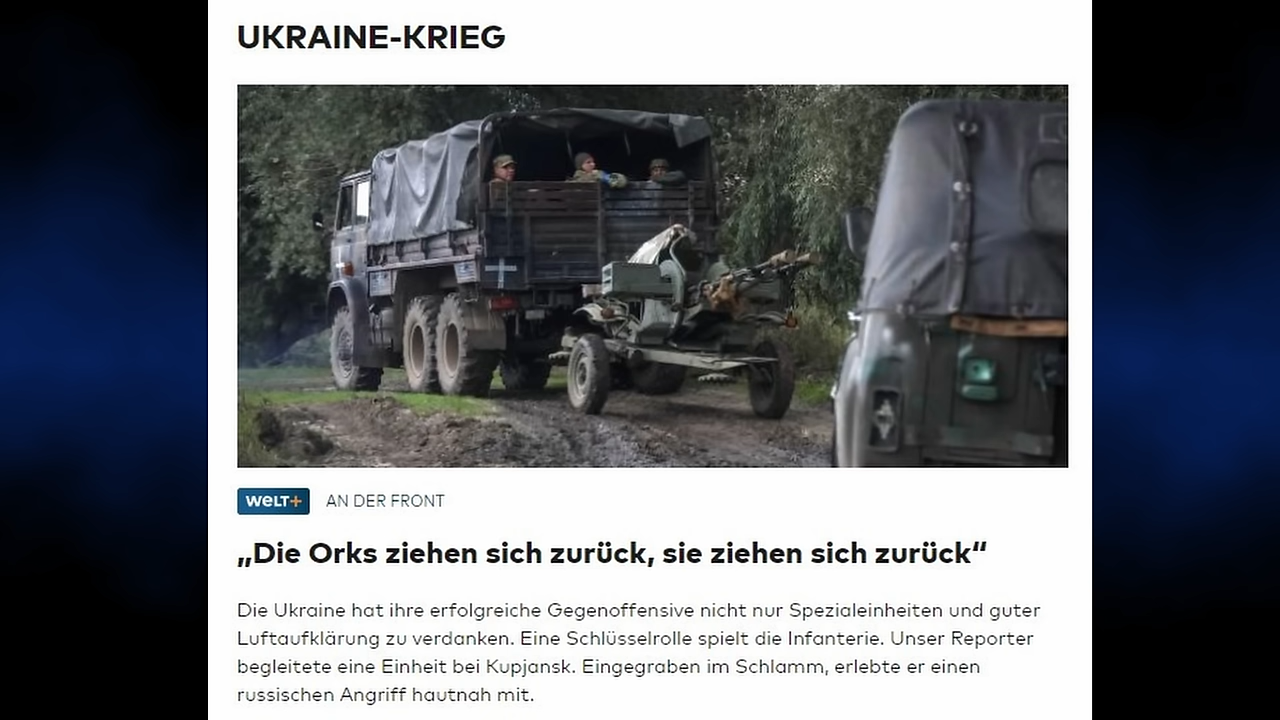 UKRAINE-KRIEG
WELT+ AN DER FRONT
„Die Orks ziehen sich zurück, sie ziehen sich zurück“
Die Ukraine hat ihre erfolgreiche Gegenoffensive nicht nur Spezialeinheiten und guter
Luftaufklärung zu verdanken. Eine Schlüsselrolle spielt die Infanterie. Unser Reporter
begleitete eine Einheit bei Kupjansk. Eingegraben im Schlamm, erlebte er einen
russischen Angriff hautnah mit.